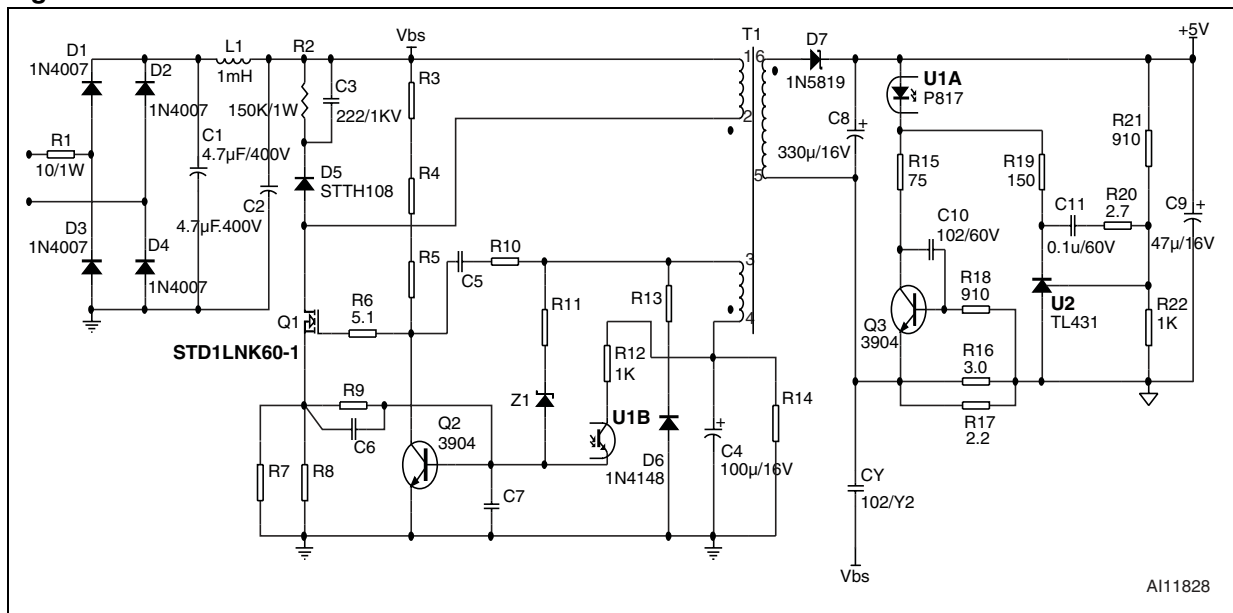 D1
1N4007
D2
1N4007
L1
1mH
R2
150K/1W
C3
222/1KV
Vbs
R3
T1
1
6
2
5
D7
1N5819
+5V
U1A
P817
R21
910
C8
330µ/16V
R1
10/1W
C1
4.7µF/400V
D5
STTH108
R4
R15
75
R19
150
C11
0.1u/60V
R20
2.7
C9
47µ/16V
C2
4.7µF.400V
D3
1N4007
D4
1N4007
R5
C5
R10
3
4
C10
102/60V
R11
R13
R18
910
U2
TL431
R22
1K
Q1
STD1LNK60-1
R6
5.1
R12
1K
Q3
3904
R16
3.0
R17
2.2
R9
C6
Z1
U1B
R14
Q2
3904
D6
1N4148
C4
100µ/16V
R7
R8
C7
CY
102/Y2
Vbs
AI11828